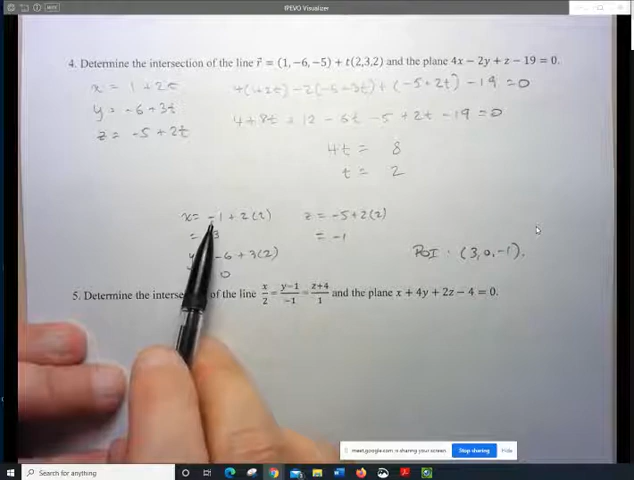 IPEVO Visualizer
4. Determine the intersection of the line r⃗ = (1,−6,−5) + t(2,3,2) and the plane 4x − 2y + z − 19 = 0.
x = 1 + 2t
4(1+2t) −2(−6+3t) + (−5+2t) −19 = 0
y = −6 + 3t
4 + 8t + 12 − 6t − 5 + 2t − 19 = 0
z = −5 + 2t
4t = 8
t = 2
x = −1 + 2(2) z = −5 + 2(2)
= 3 = −1
−6 + 3(2) POI : (3, 0, −1).
0
5. Determine the interse of the line x/2 = y−1/−1 = z+4/1 and the plane x + 4y + 2z − 4 = 0.
meet.google.com is sharing your screen. Stop sharing Hide
Search for anything